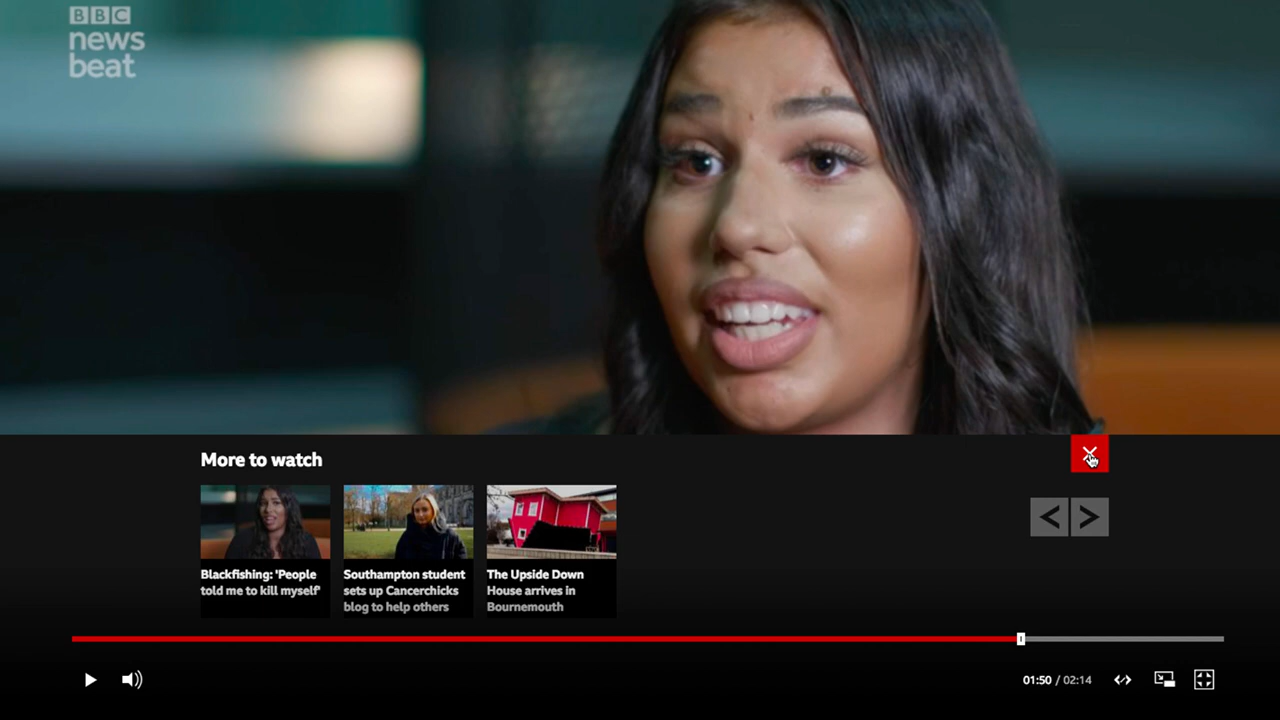 BBC
news
beat
More to watch
Blackfishing: 'People
told me to kill myself'
Southampton student
sets up Cancerchicks
blog to help others
The Upside Down
House arrives in
Bournemouth
01:50 / 02:14